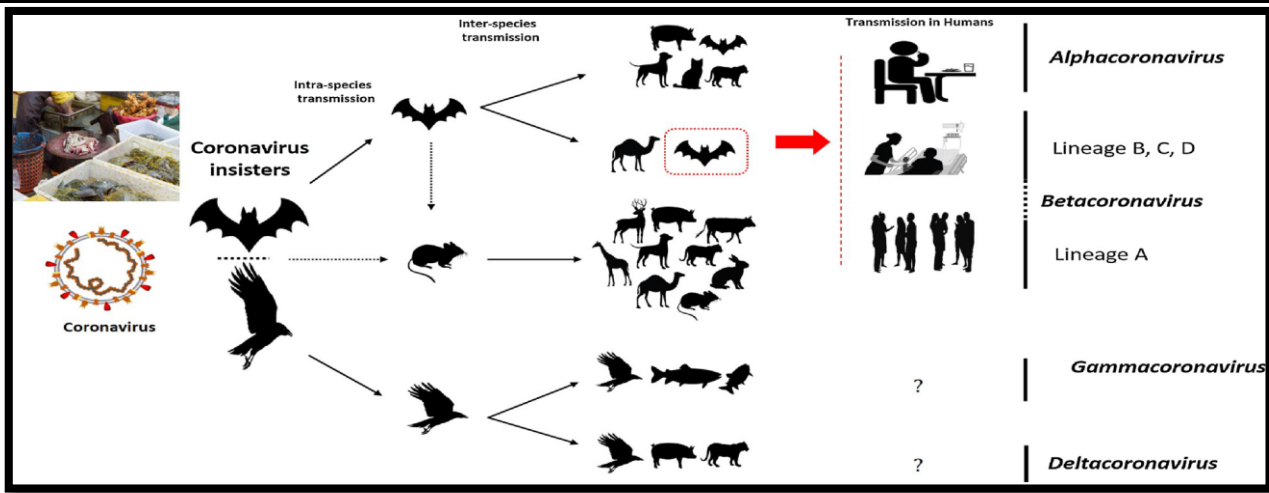 Inter-species
transmission
Transmission in Humans
Alphacoronavirus
Intra-species
transmission
Coronavirus
insisters
Lineage B, C, D
Betacoronavirus
Lineage A
Coronavirus
Gammacoronavirus
?
Deltacoronavirus
?